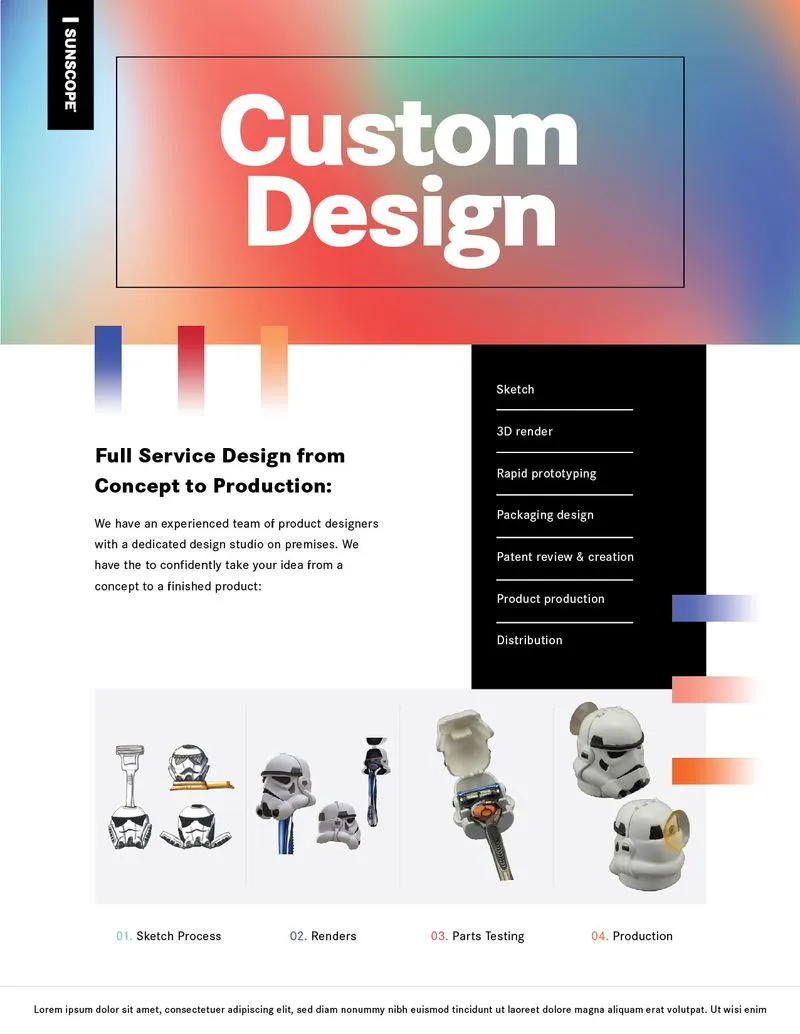 SUNSCOPE
Custom
Design
Full Service Design from
Concept to Production:
We have an experienced team of product designers
with a dedicated design studio on premises. We
have the to confidently take your idea from a
concept to a finished product:
Sketch
3D render
Rapid prototyping
Packaging design
Patent review & creation
Product production
Distribution
01. Sketch Process
02. Renders
03. Parts Testing
04. Production
Lorem ipsum dolor sit amet, consectetuer adipiscing elit, sed diam nonummy nibh euismod tincidunt ut laoreet dolore magna aliquam erat volutpat. Ut wisi enim